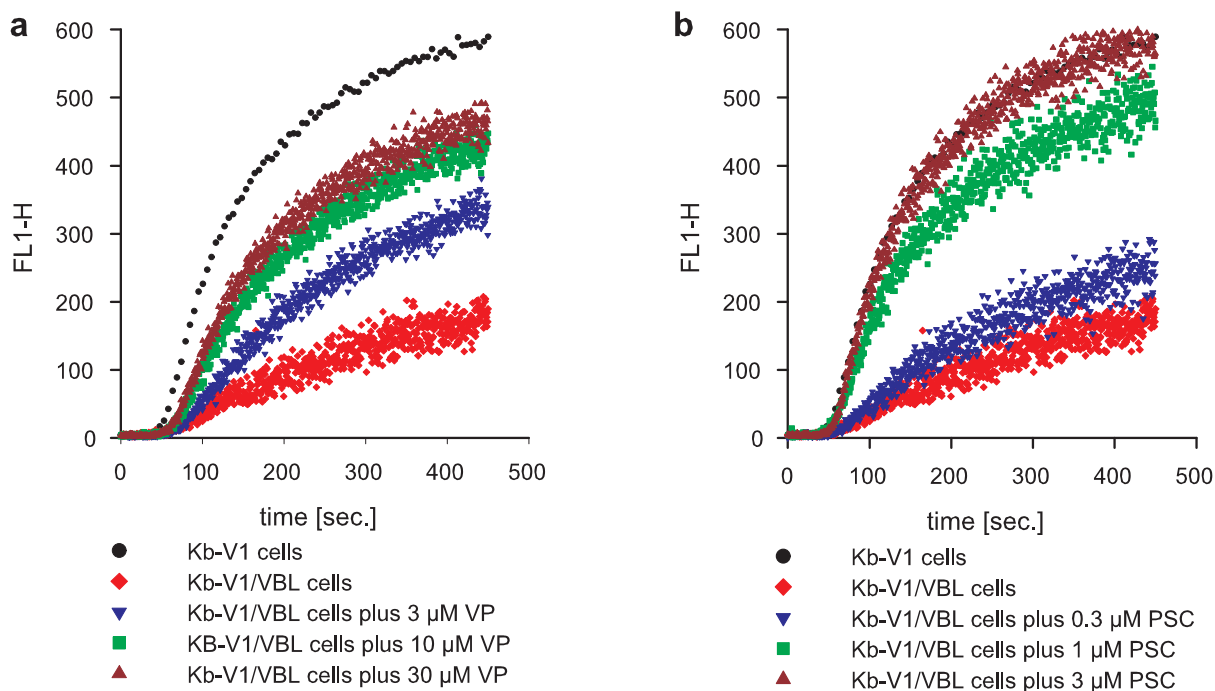 a
600
500
400
300
200
100
0
FL1-H
0 100 200 300 400 500
time [sec.]
Kb-V1 cells
Kb-V1/VBL cells
Kb-V1/VBL cells plus 3 µM VP
KB-V1/VBL cells plus 10 µM VP
Kb-V1/VBL cells plus 30 µM VP
b
600
500
400
300
200
100
0
FL1-H
0 100 200 300 400 500
time [sec.]
Kb-V1 cells
Kb-V1/VBL cells
Kb-V1/VBL cells plus 0.3 µM PSC
Kb-V1/VBL cells plus 1 µM PSC
Kb-V1/VBL cells plus 3 µM PSC